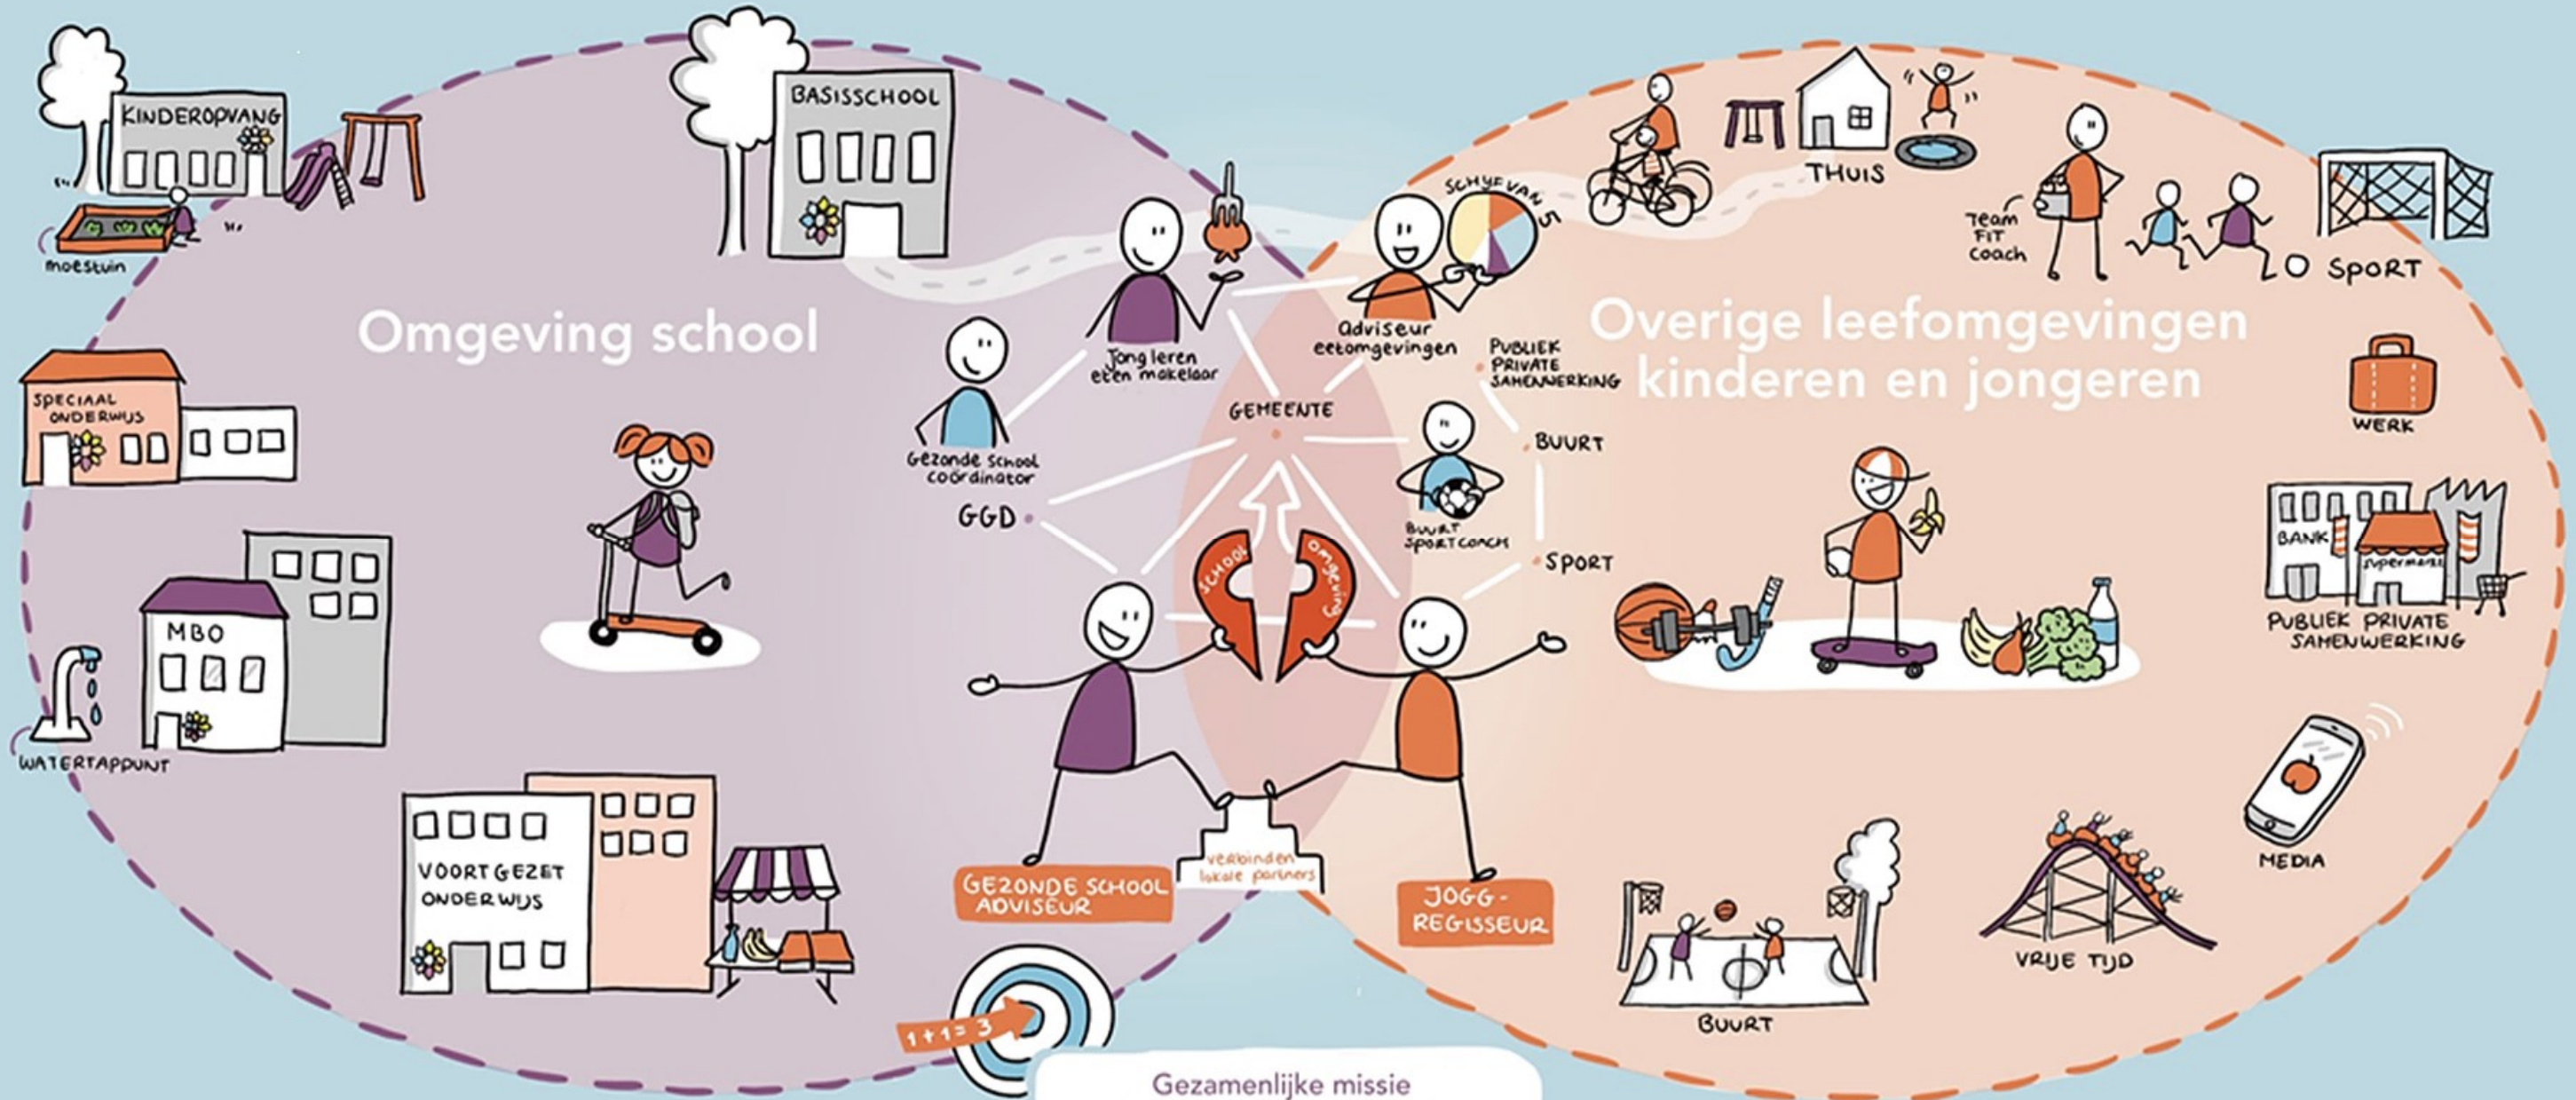 KINDEROPVANG
moestuin
BASISSCHOOL
Omgeving school
SPECIAAL
ONDERWIJS
MBO
WATERTAPPUNT
VOORTGEZET
ONDERWIJS
Jong leren
eten makelaar
Gezonde school
coördinator
GGD
GEMEENTE
SCHIJF VAN 5
adviseur
eetomgevingen
PUBLIEK
PRIVATE
SAMENWERKING
BUURT
BUURT
SPORTCOACH
SPORT
SCHOOL
Omgeving
verbinden
lokale partners
GEZONDE SCHOOL
ADVISEUR
JOGG-
REGISSEUR
1+1=3
Gezamenlijke missie
THUIS
Team
FIT
coach
SPORT
Overige leefomgevingen
kinderen en jongeren
WERK
BANK
supermarkt
PUBLIEK PRIVATE
SAMENWERKING
MEDIA
VRIJE TIJD
BUURT